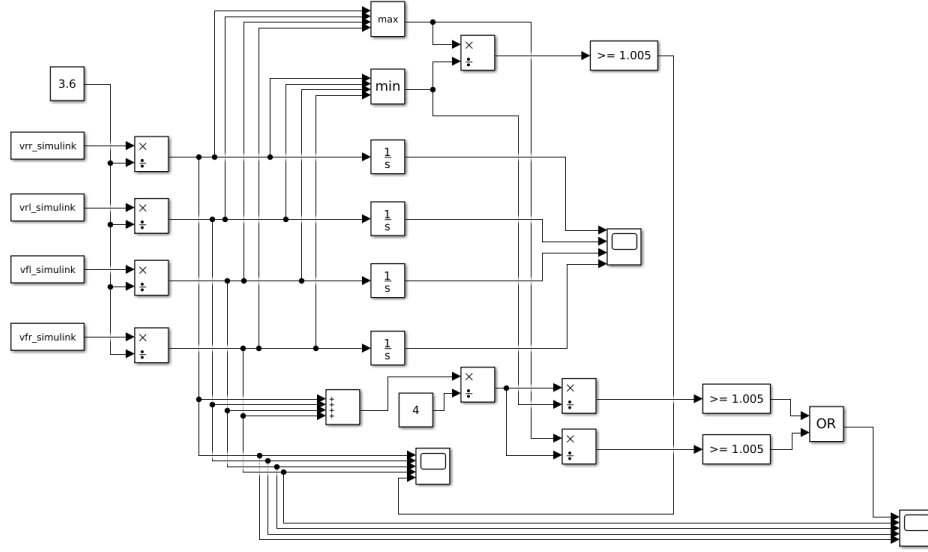 max
× ÷
>= 1.005
3.6
min
vrr_simulink
× ÷
1/s
vrl_simulink
× ÷
1/s
vfl_simulink
× ÷
1/s
vfr_simulink
× ÷
1/s
+ + + +
4
× ÷
× ÷
>= 1.005
OR
× ÷
>= 1.005